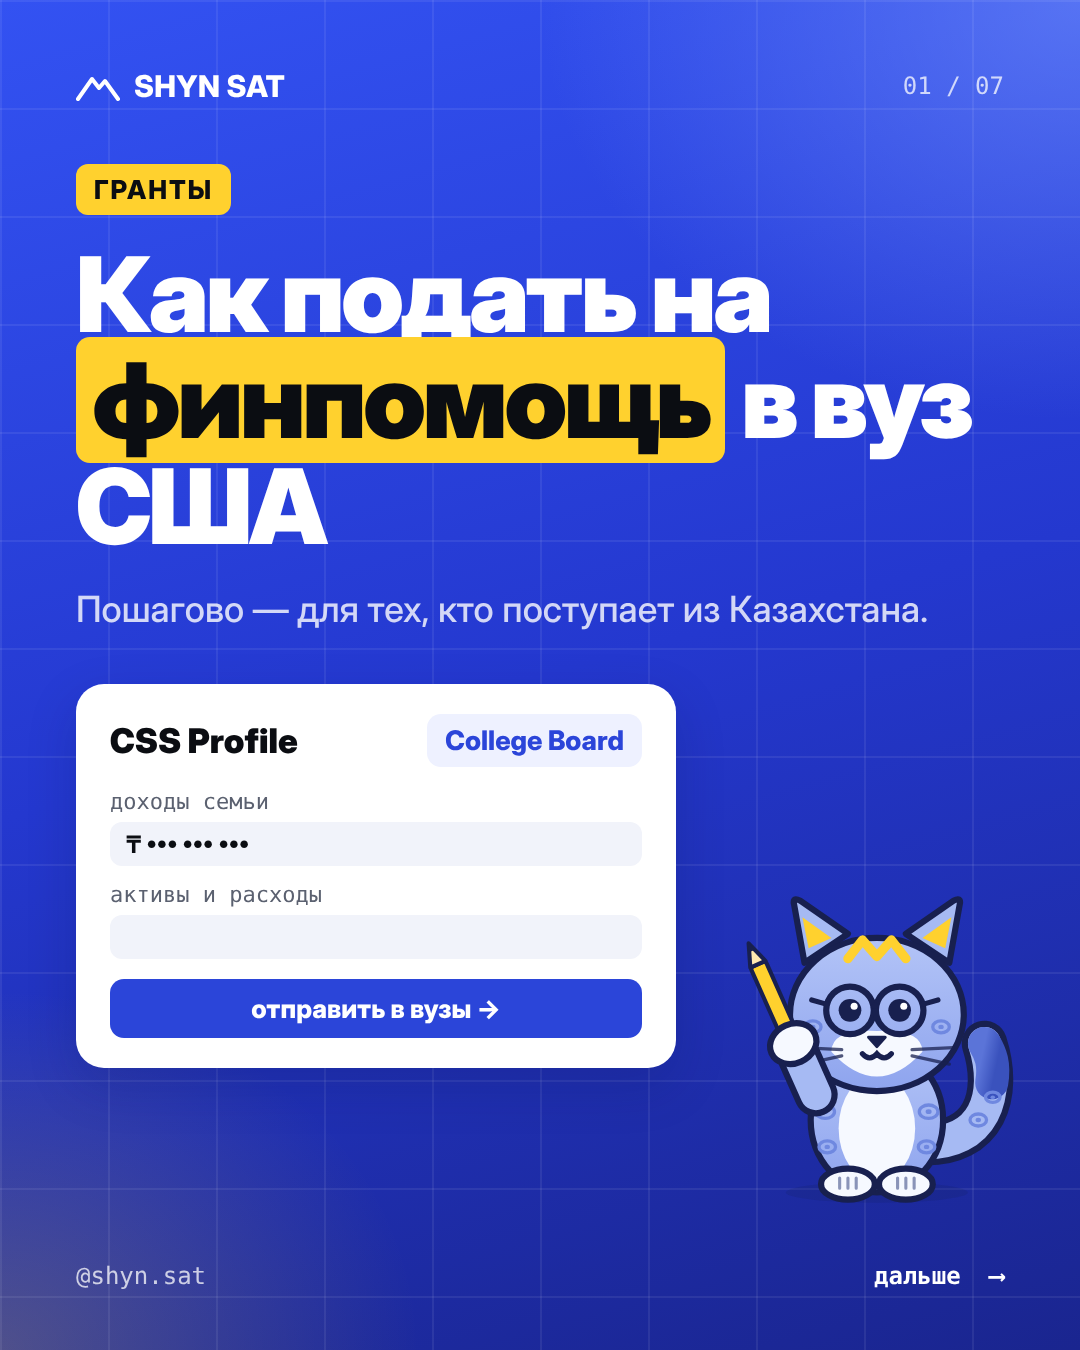 SHYN SAT
01 / 07
ГРАНТЫ
Как подать на
финпомощь в вуз
США
Пошагово — для тех, кто поступает из Казахстана.
CSS Profile
College Board
доходы семьи
₸ ••• ••• •••
активы и расходы
отправить в вузы →
@shyn.sat
дальше →